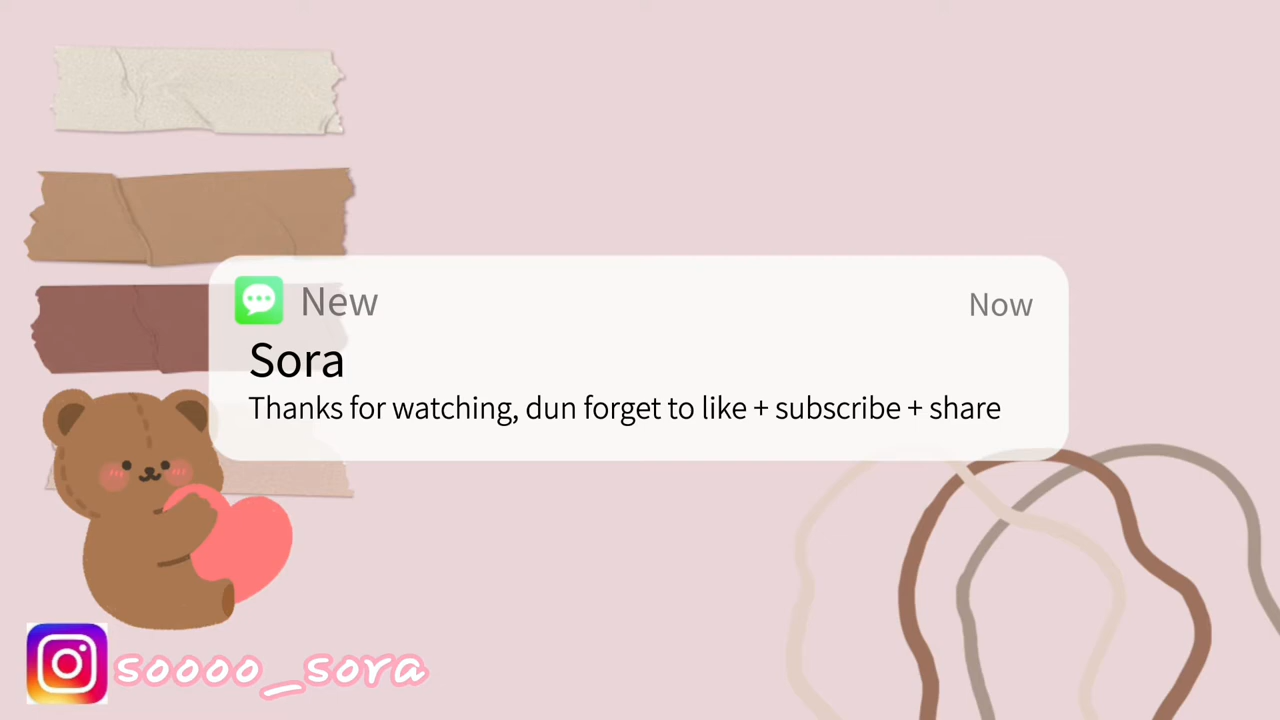 New
Now
Sora
Thanks for watching, dun forget to like + subscribe + share
soooo_sora